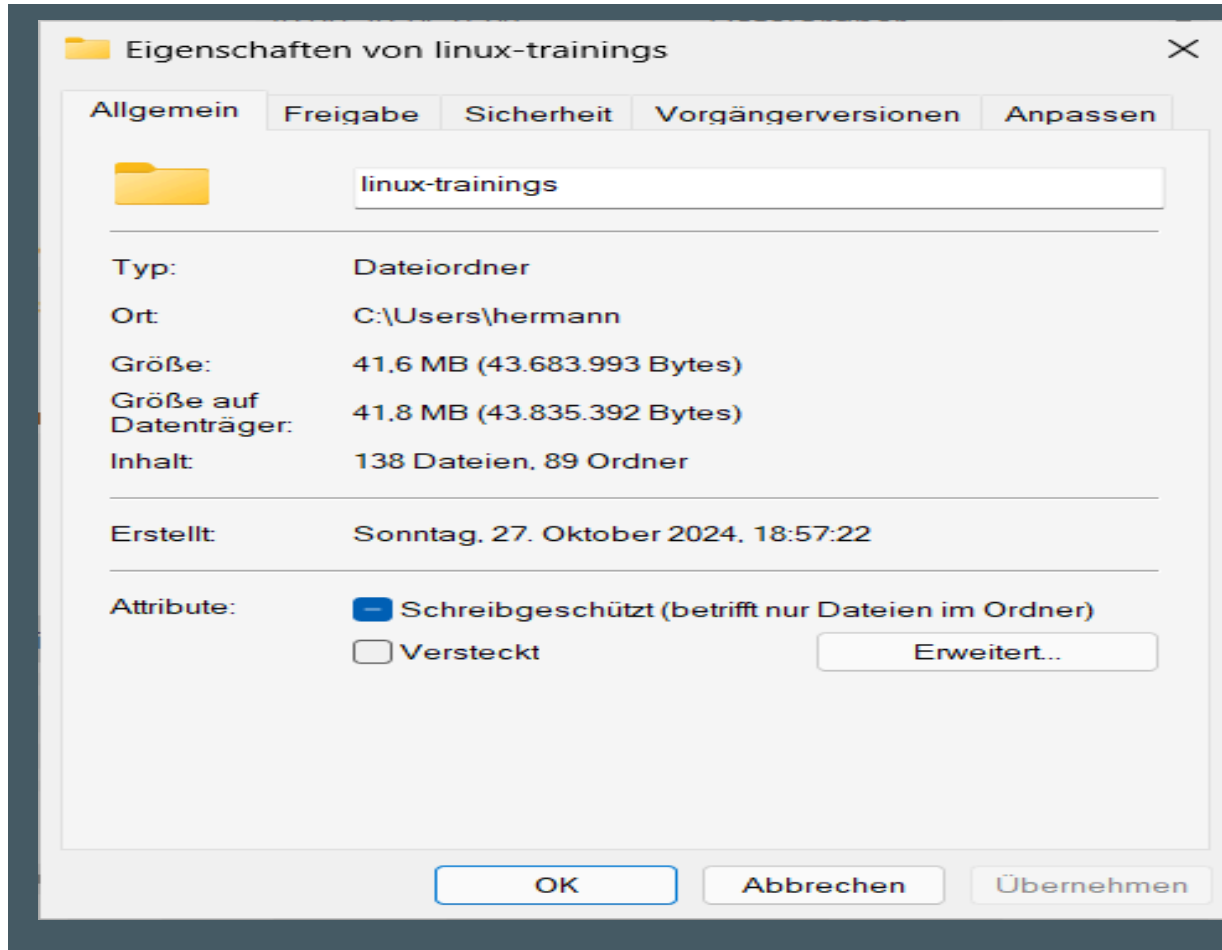 Eigenschaften von linux-trainings
Allgemein Freigabe Sicherheit Vorgängerversionen Anpassen
linux-trainings
Typ: Dateiordner
Ort: C:\Users\hermann
Größe: 41,6 MB (43.683.993 Bytes)
Größe auf
Datenträger: 41,8 MB (43.835.392 Bytes)
Inhalt: 138 Dateien, 89 Ordner
Erstellt: Sonntag, 27. Oktober 2024, 18:57:22
Attribute: Schreibgeschützt (betrifft nur Dateien im Ordner)
Versteckt Erweitert...
OK Abbrechen Übernehmen